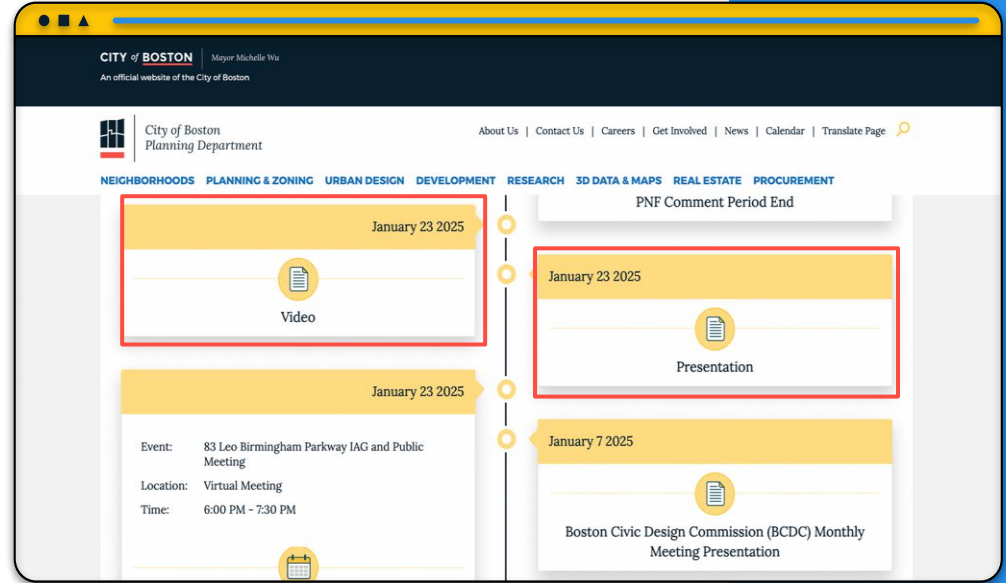 CITY of BOSTON
Mayor Michelle Wu
An official website of the City of Boston
City of Boston
Planning Department
About Us | Contact Us | Careers | Get Involved | News | Calendar | Translate Page
NEIGHBORHOODS PLANNING & ZONING URBAN DESIGN DEVELOPMENT RESEARCH 3D DATA & MAPS REAL ESTATE PROCUREMENT
PNF Comment Period End
January 23 2025
Video
January 23 2025
Presentation
January 23 2025
Event: 83 Leo Birmingham Parkway IAG and Public
Meeting
Location: Virtual Meeting
Time: 6:00 PM - 7:30 PM
January 7 2025
Boston Civic Design Commission (BCDC) Monthly
Meeting Presentation